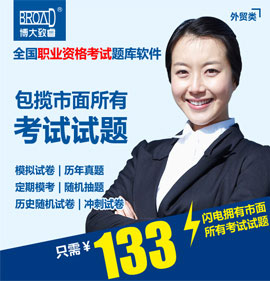 BROAD®
外贸类
博大致睿
全国职业资格考试题库软件
包揽市面所有
考试试题
模拟试卷 | 历年真题
定期模考 | 随机抽题
历史随机试卷 | 冲刺试卷
闪电拥有市面
所有考试试题
只需¥133